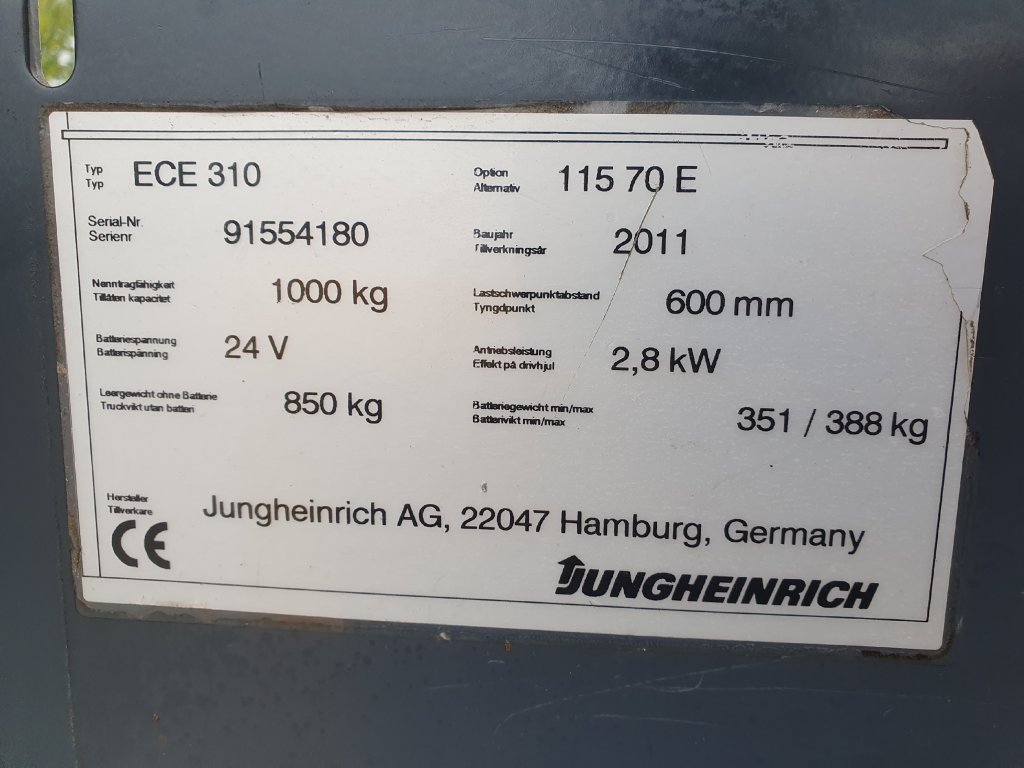 Typ
Typ ECE 310
Option
Alternativ 115 70 E
Serial-Nr.
Serienr 91554180
Baujahr
Tillverkningsår 2011
Nenntragfähigkeit
Tillåten kapacitet 1000 kg
Lastschwerpunktabstand
Tyngdpunkt 600 mm
Batteriespannung
Batterispänning 24 V
Antriebsleistung
Effekt på drivhjul 2,8 kW
Leergewicht ohne Batterie
Truckvikt utan batteri 850 kg
Batteriegewicht min/max
Batterivikt min/max 351 / 388 kg
Hersteller
Tillverkare Jungheinrich AG, 22047 Hamburg, Germany
CE
JUNGHEINRICH